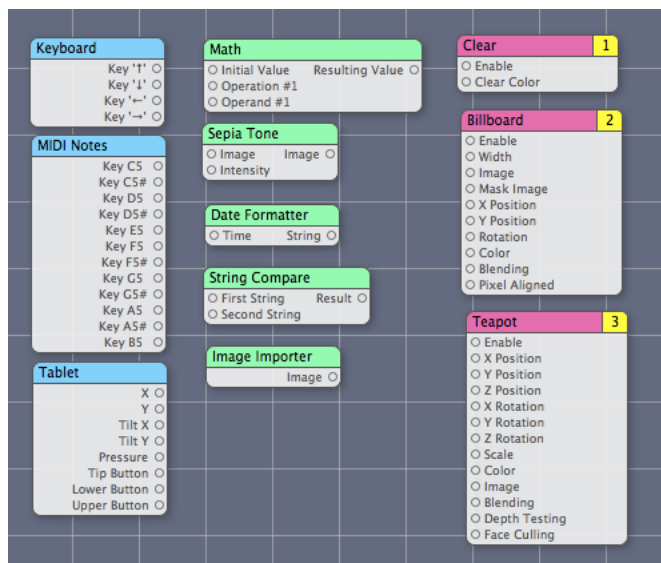 Keyboard
Key '↑'
Key '↓'
Key '←'
Key '→'
MIDI Notes
Key C5
Key C5#
Key D5
Key D5#
Key E5
Key F5
Key F5#
Key G5
Key G5#
Key A5
Key A5#
Key B5
Tablet
X
Y
Tilt X
Tilt Y
Pressure
Tip Button
Lower Button
Upper Button
Math
Initial Value Resulting Value
Operation #1
Operand #1
Sepia Tone
Image Image
Intensity
Date Formatter
Time String
String Compare
First String Result
Second String
Image Importer
Image
Clear 1
Enable
Clear Color
Billboard 2
Enable
Width
Image
Mask Image
X Position
Y Position
Rotation
Color
Blending
Pixel Aligned
Teapot 3
Enable
X Position
Y Position
Z Position
X Rotation
Y Rotation
Z Rotation
Scale
Color
Image
Blending
Depth Testing
Face Culling